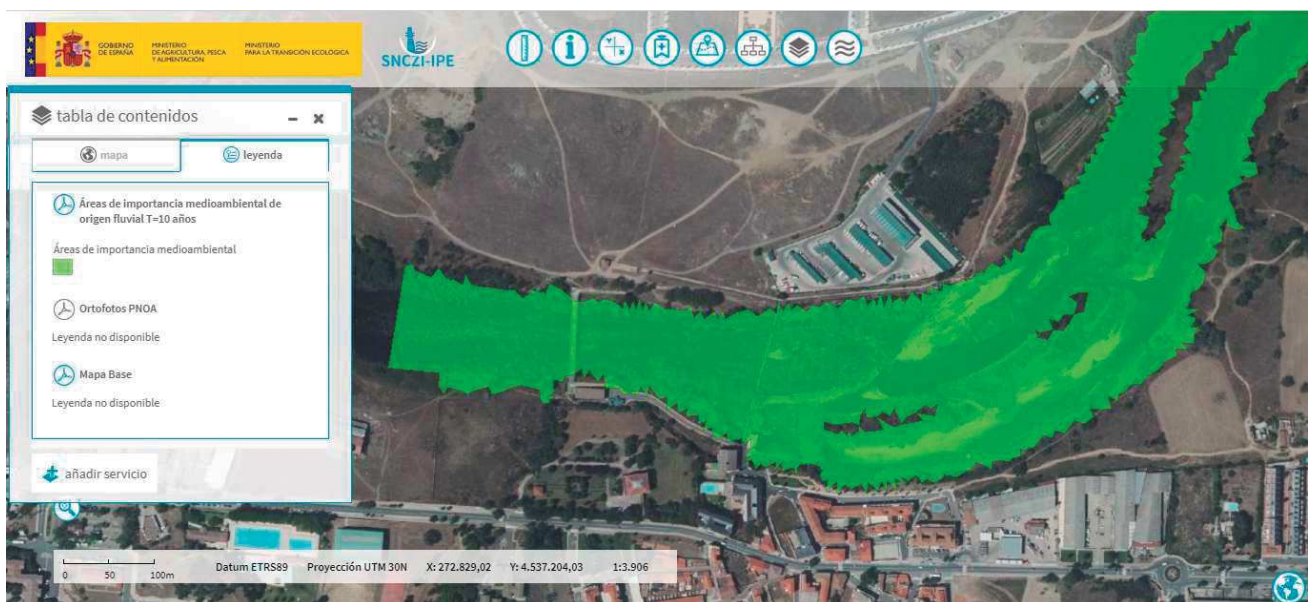 GOBIERNO
DE ESPAÑA
MINISTERIO
DE AGRICULTURA, PESCA
Y ALIMENTACIÓN
MINISTERIO
PARA LA TRANSICIÓN ECOLÓGICA
SNCZI-IPE
tabla de contenidos
mapa
leyenda
Áreas de importancia medioambiental de
origen fluvial T=10 años
Áreas de importancia medioambiental
Ortofotos PNOA
Leyenda no disponible
Mapa Base
Leyenda no disponible
añadir servicio
0 50 100m
Datum ETRS89 Proyección UTM 30N X: 272.829,02 Y: 4.537.204,03 1:3.906